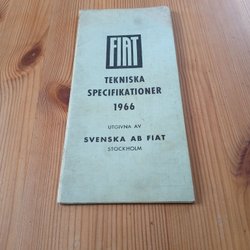 FIAT
TEKNISKA
SPECIFIKATIONER
1966
UTGIVNA AV
SVENSKA AB FIAT
STOCKHOLM